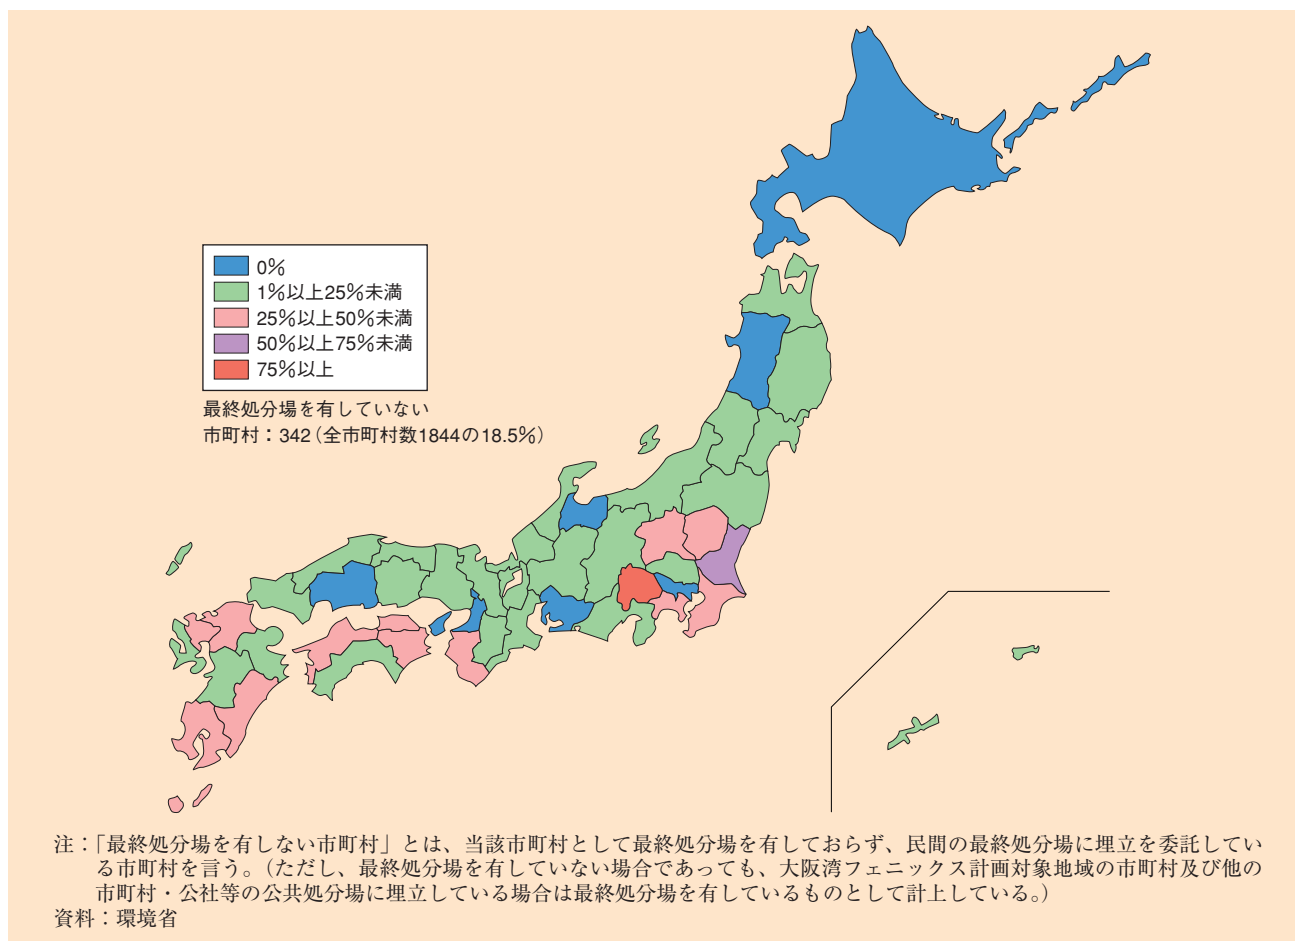 0%
1%以上25%未満
25%以上50%未満
50%以上75%未満
75%以上
最終処分場を有していない
市町村：342（全市町村数1844の18.5%）
注：「最終処分場を有しない市町村」とは、当該市町村として最終処分場を有しておらず、民間の最終処分場に埋立を委託してい
る市町村を言う。（ただし、最終処分場を有していない場合であっても、大阪湾フェニックス計画対象地域の市町村及び他の
市町村・公社等の公共処分場に埋立している場合は最終処分場を有しているものとして計上している。）
資料：環境省